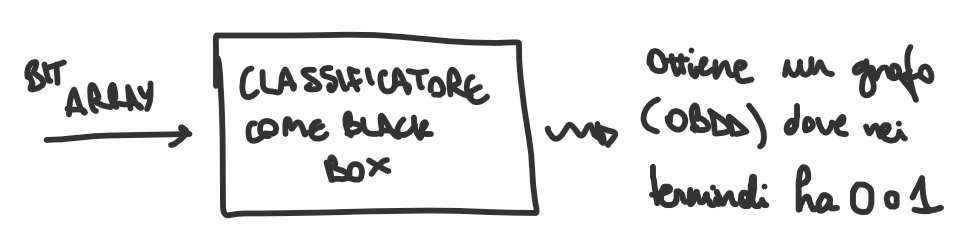 BIT
ARRAY
CLASSIFICATORE
COME BLACK
BOX
Ottiene un grafo
(OBDD) dove nei
terminali ha 0 o 1